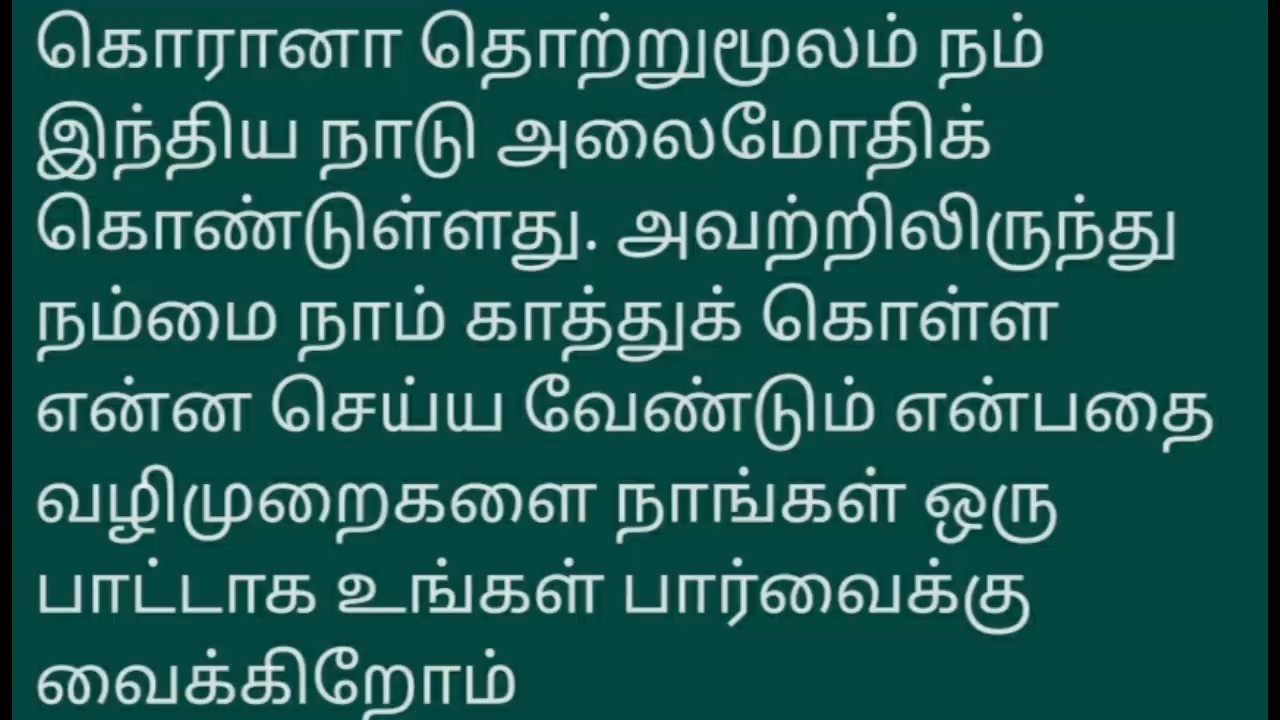 கொரானா தொற்றுமூலம் நம்
இந்திய நாடு அலைமோதிக்
கொண்டுள்ளது. அவற்றிலிருந்து
நம்மை நாம் காத்துக் கொள்ள
என்ன செய்ய வேண்டும் என்பதை
வழிமுறைகளை நாங்கள் ஒரு
பாட்டாக உங்கள் பார்வைக்கு
வைக்கிறோம்